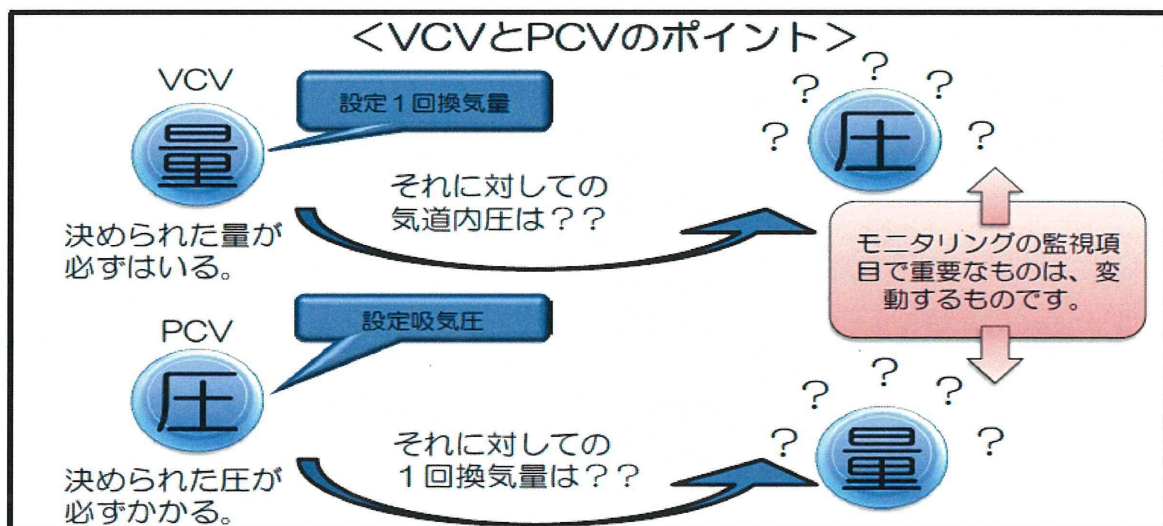 ＜VCVとPCVのポイント＞
VCV
量
設定１回換気量
決められた量が
必ずはいる。
それに対しての
気道内圧は？？
？
？
？
？
？
圧
モニタリングの監視項
目で重要なものは、変
動するものです。
PCV
圧
設定吸気圧
決められた圧が
必ずかかる。
それに対しての
１回換気量は？？
？
？
？
？
？
量